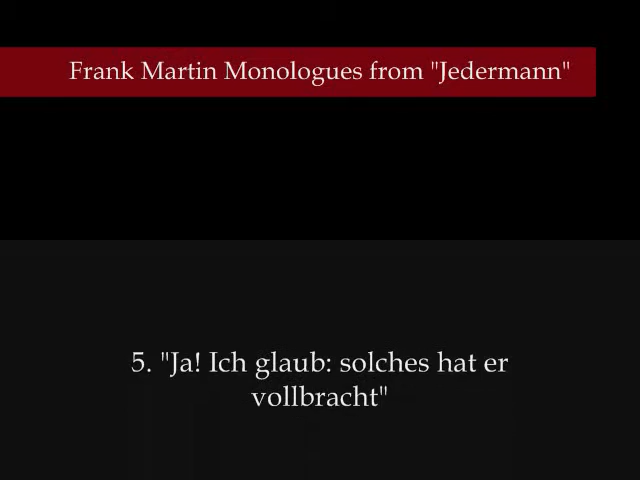 Frank Martin Monologues from "Jedermann"
5. "Ja! Ich glaub: solches hat er
vollbracht"